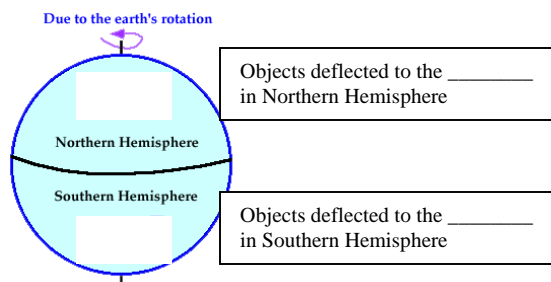 Due to the earth's rotation
Objects deflected to the ________
in Northern Hemisphere
Northern Hemisphere
Southern Hemisphere
Objects deflected to the ________
in Southern Hemisphere